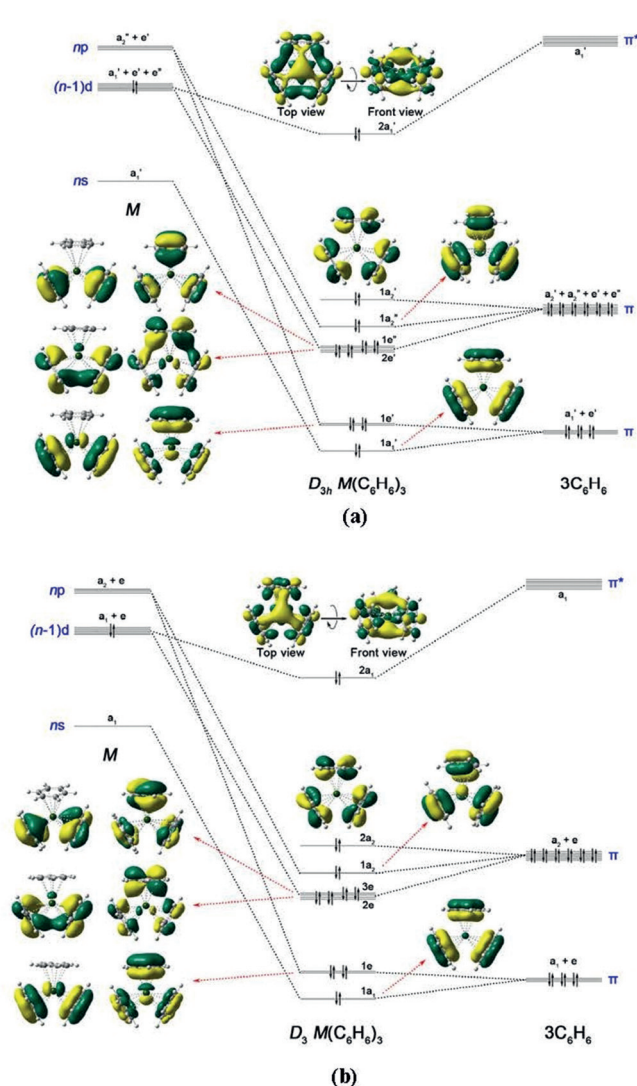 np
a₂" + e'
π*
a₁'
(n-1)d
a₁' + e' + e"
Top view
Front view
2a₁'
ns
a₁'
M
1a₂'
a₂' + a₂" + e' + e"
π
1a₂"
1e"
2e'
1e'
a₁' + e'
π
1a₁'
D₃ₕ M(C₆H₆)₃
3C₆H₆
(a)
np
a₂ + e
π*
a₁
(n-1)d
a₁ + e
Top view
Front view
2a₁
ns
a₁
M
2a₂
a₂ + e
π
1a₂
3e
2e
1e
a₁ + e
π
1a₁
D₃ M(C₆H₆)₃
3C₆H₆
(b)